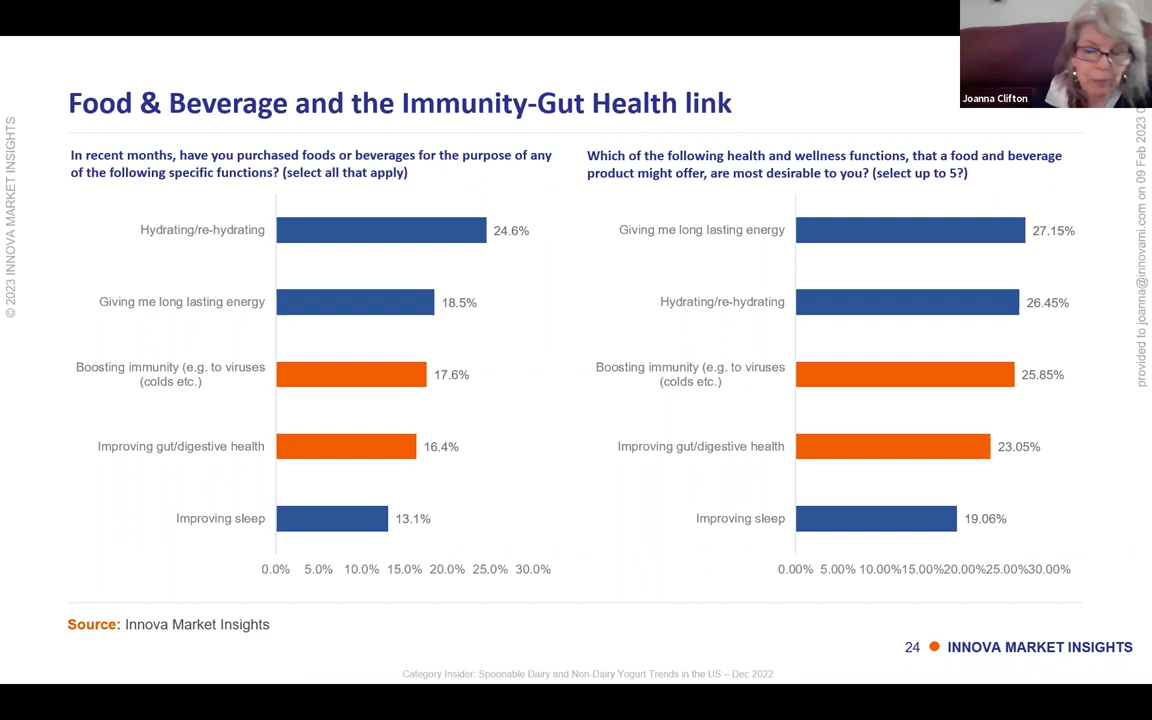 Joanna Clifton
Food & Beverage and the Immunity-Gut Health link
© 2023 INNOVA MARKET INSIGHTS
provided to joanna@innovami.com on 09 Feb 2023
In recent months, have you purchased foods or beverages for the purpose of any
of the following specific functions? (select all that apply)
Hydrating/re-hydrating
24.6%
Giving me long lasting energy
18.5%
Boosting immunity (e.g. to viruses
(colds etc.)
17.6%
Improving gut/digestive health
16.4%
Improving sleep
13.1%
0.0% 5.0% 10.0% 15.0% 20.0% 25.0% 30.0%
Which of the following health and wellness functions, that a food and beverage
product might offer, are most desirable to you? (select up to 5?)
Giving me long lasting energy
27.15%
Hydrating/re-hydrating
26.45%
Boosting immunity (e.g. to viruses
(colds etc.)
25.85%
Improving gut/digestive health
23.05%
Improving sleep
19.06%
0.00% 5.00% 10.00% 15.00% 20.00% 25.00% 30.00%
Source: Innova Market Insights
24 INNOVA MARKET INSIGHTS
Category Insider: Spoonable Dairy and Non-Dairy Yogurt Trends in the US – Dec 2022